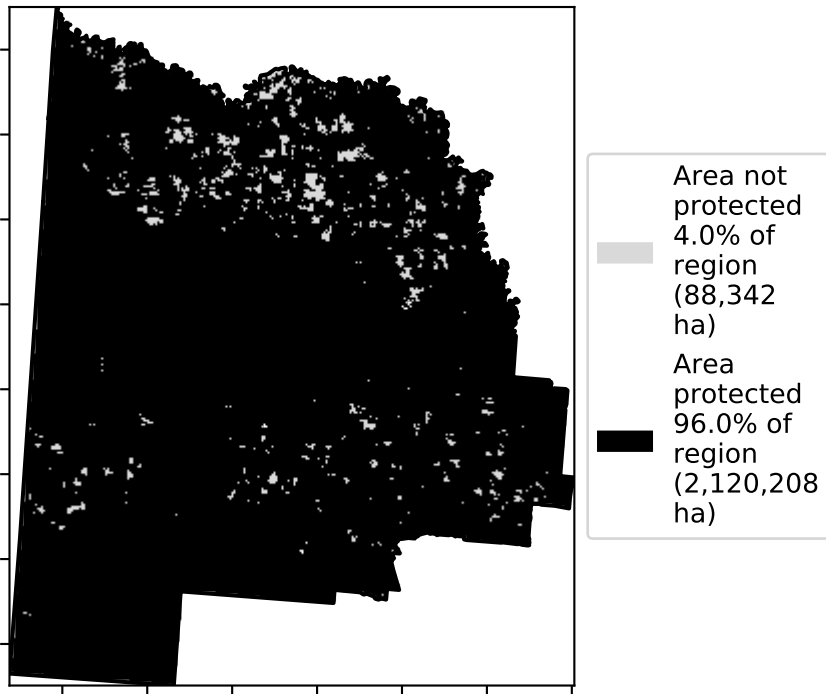 Area not
protected
4.0% of
region
(88,342
ha)
Area
protected
96.0% of
region
(2,120,208
ha)